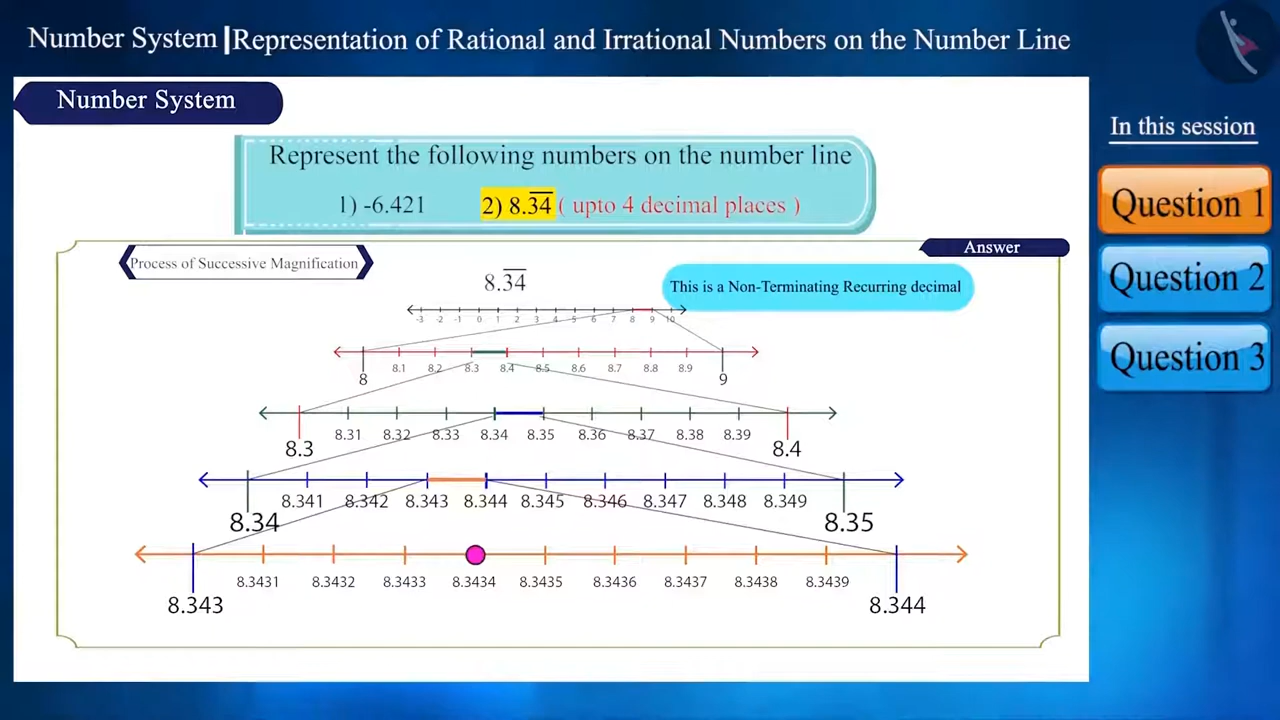 Number System | Representation of Rational and Irrational Numbers on the Number Line
Number System
In this session
Question 1
Question 2
Question 3
Represent the following numbers on the number line
1) -6.421 2) 8.3̅4̅ ( upto 4 decimal places )
Answer
Process of Successive Magnification
8.3̅4̅
This is a Non-Terminating Recurring decimal
-3 -2 -1 0 1 2 3 4 5 6 7 8 9 10
8 8.1 8.2 8.3 8.4 8.5 8.6 8.7 8.8 8.9 9
8.3 8.31 8.32 8.33 8.34 8.35 8.36 8.37 8.38 8.39 8.4
8.34 8.341 8.342 8.343 8.344 8.345 8.346 8.347 8.348 8.349 8.35
8.343 8.3431 8.3432 8.3433 8.3434 8.3435 8.3436 8.3437 8.3438 8.3439 8.344